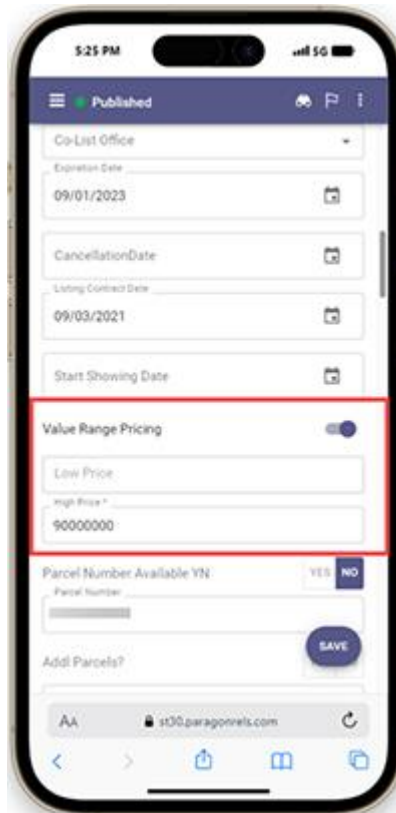 5:25 PM
5G
Published
Co-List Office
Expiration Date
09/01/2023
CancellationDate
Listing Contract Date
09/03/2021
Start Showing Date
Value Range Pricing
Low Price
High Price *
90000000
Parcel Number Available YN
YES NO
Parcel Number
SAVE
Addl Parcels?
AA
st30.paragonrels.com